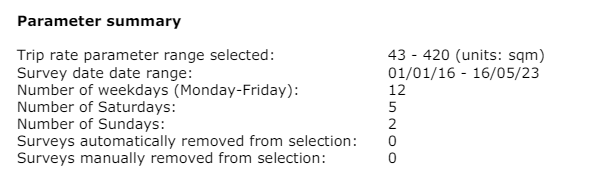 Parameter summary
Trip rate parameter range selected: 43 - 420 (units: sqm)
Survey date date range: 01/01/16 - 16/05/23
Number of weekdays (Monday-Friday): 12
Number of Saturdays: 5
Number of Sundays: 2
Surveys automatically removed from selection: 0
Surveys manually removed from selection: 0